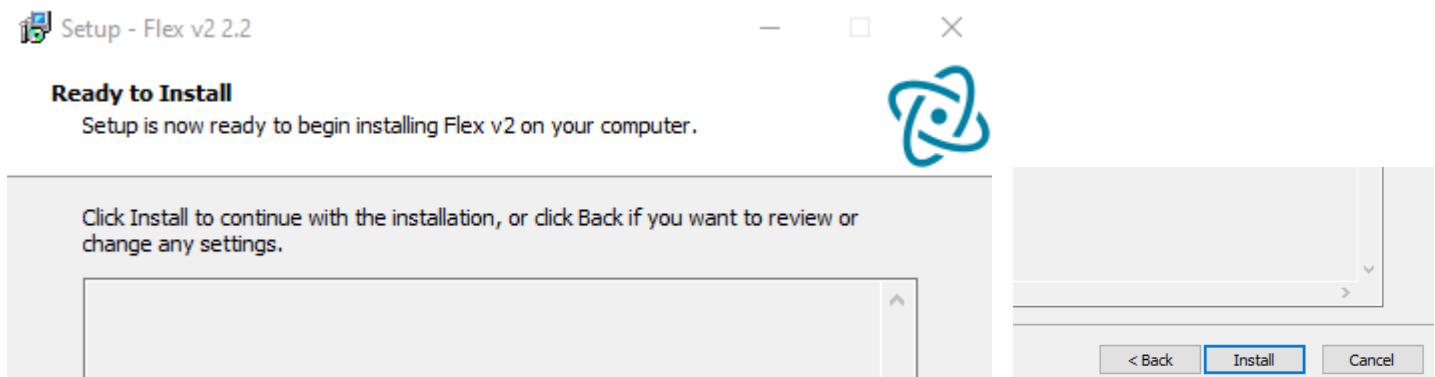 Setup - Flex v2 2.2
Ready to Install
Setup is now ready to begin installing Flex v2 on your computer.
Click Install to continue with the installation, or click Back if you want to review or
change any settings.
< Back Install Cancel